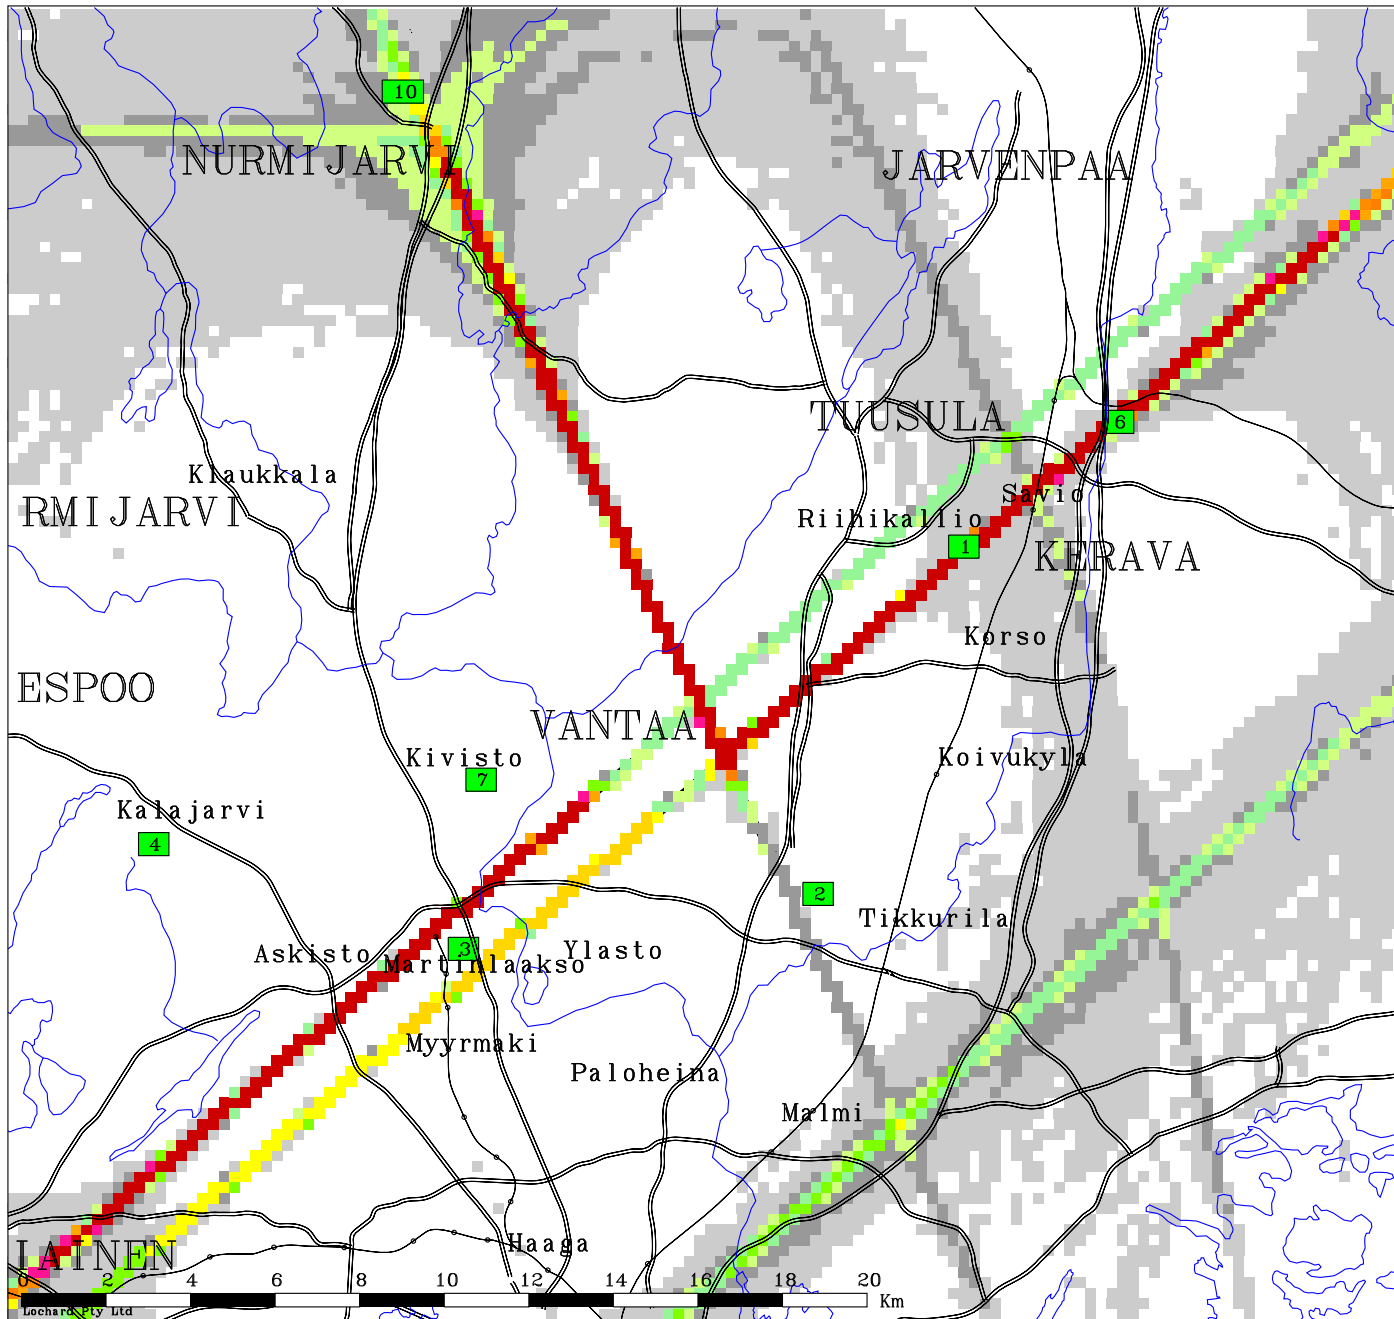 10
NURMIJARVI
JARVENPAA
TUUSULA
6
Klaukkala
Savio
RMIJARVI
Riihikallio
1
KERAVA
Korso
ESPOO
VANTAA
Kivisto
Koivukyla
7
Kalajarvi
4
2
Tikkurila
3
Askisto
Ylasto
Martinlaakso
Myyrmaki
Paloheina
Malmi
Haaga
IAINEN
0 2 4 6 8 10 12 14 16 18 20
Km
Lochard Pty Ltd